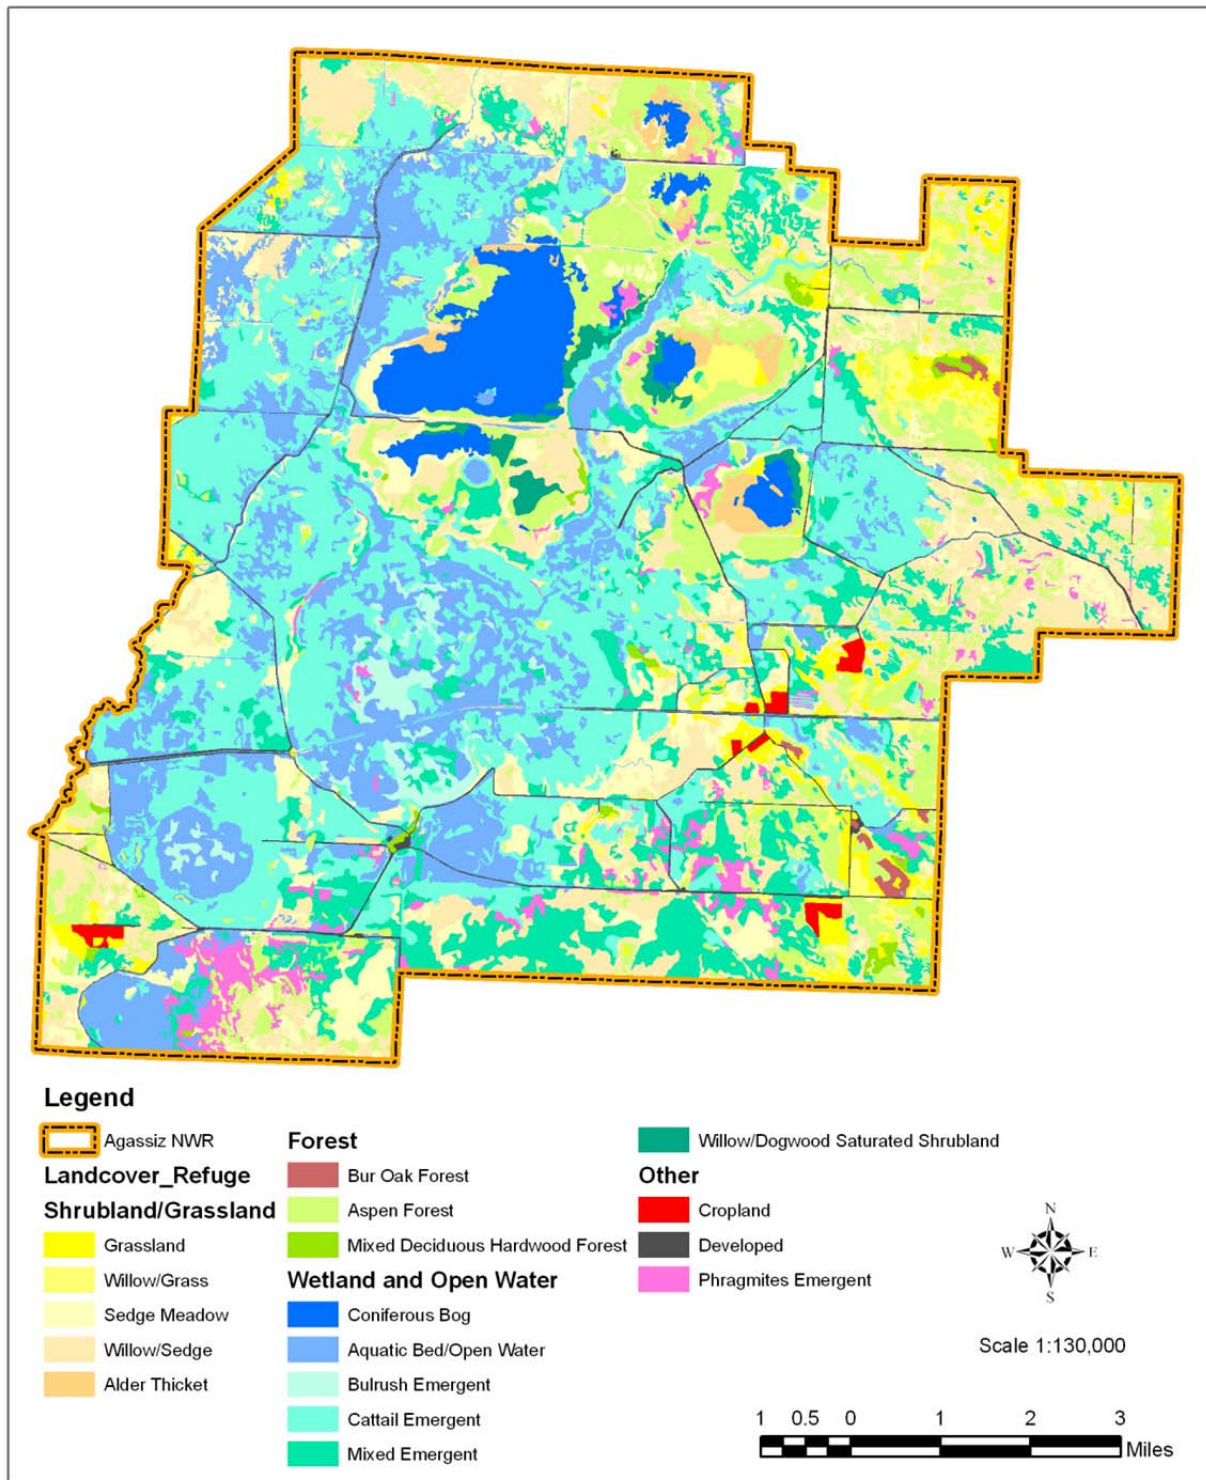 Legend
Agassiz NWR
Landcover_Refuge
Shrubland/Grassland
Grassland
Willow/Grass
Sedge Meadow
Willow/Sedge
Alder Thicket
Forest
Bur Oak Forest
Aspen Forest
Mixed Deciduous Hardwood Forest
Wetland and Open Water
Coniferous Bog
Aquatic Bed/Open Water
Bulrush Emergent
Cattail Emergent
Mixed Emergent
Willow/Dogwood Saturated Shrubland
Other
Cropland
Developed
Phragmites Emergent
N
W E
S
Scale 1:130,000
1 0.5 0 1 2 3
Miles